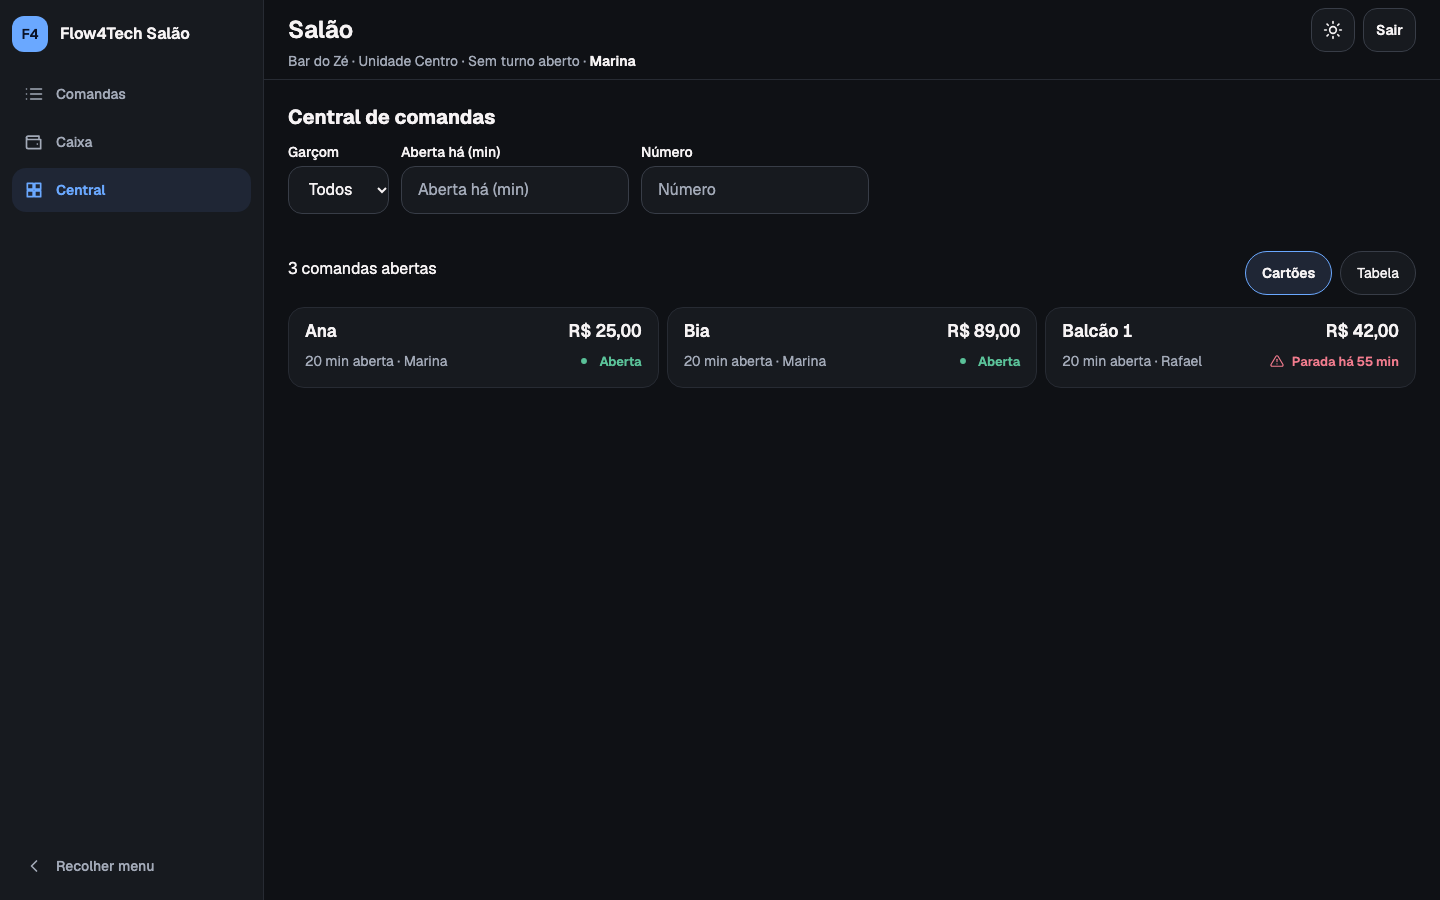 F4 Flow4Tech Salão
Comandas
Caixa
Central
Recolher menu
Salão
Bar do Zé · Unidade Centro · Sem turno aberto · Marina
Sair
Central de comandas
Garçom Aberta há (min) Número
Todos Aberta há (min) Número
3 comandas abertas
Cartões Tabela
Ana R$ 25,00
20 min aberta · Marina Aberta
Bia R$ 89,00
20 min aberta · Marina Aberta
Balcão 1 R$ 42,00
20 min aberta · Rafael Parada há 55 min